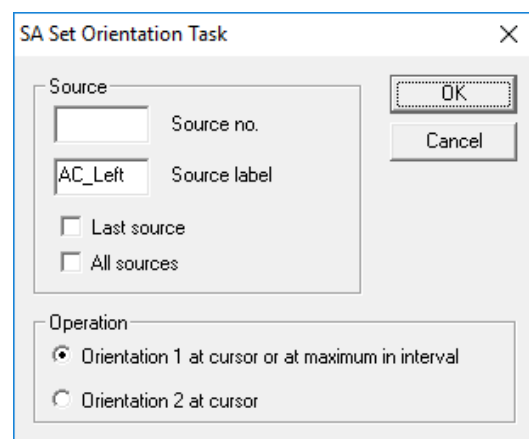 SA Set Orientation Task
Source
OK
Source no.
Cancel
AC_Left Source label
Last source
All sources
Operation
Orientation 1 at cursor or at maximum in interval
Orientation 2 at cursor